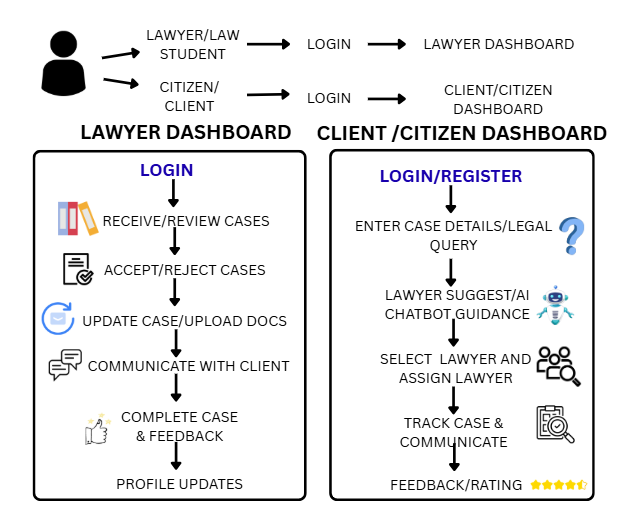 LAWYER/LAW
STUDENT
LOGIN
LAWYER DASHBOARD
CITIZEN/
CLIENT
LOGIN
CLIENT/CITIZEN
DASHBOARD
LAWYER DASHBOARD
LOGIN
RECEIVE/REVIEW CASES
ACCEPT/REJECT CASES
UPDATE CASE/UPLOAD DOCS
COMMUNICATE WITH CLIENT
COMPLETE CASE
& FEEDBACK
PROFILE UPDATES
CLIENT /CITIZEN DASHBOARD
LOGIN/REGISTER
ENTER CASE DETAILS/LEGAL
QUERY
LAWYER SUGGEST/AI
CHATBOT GUIDANCE
SELECT LAWYER AND
ASSIGN LAWYER
TRACK CASE &
COMMUNICATE
FEEDBACK/RATING